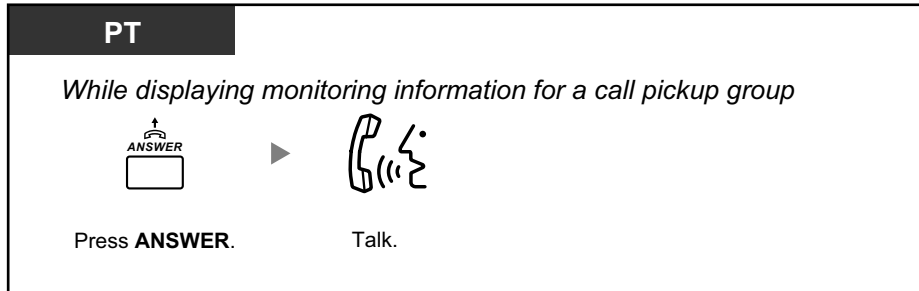 PT
While displaying monitoring information for a call pickup group
ANSWER
Press ANSWER.
Talk.